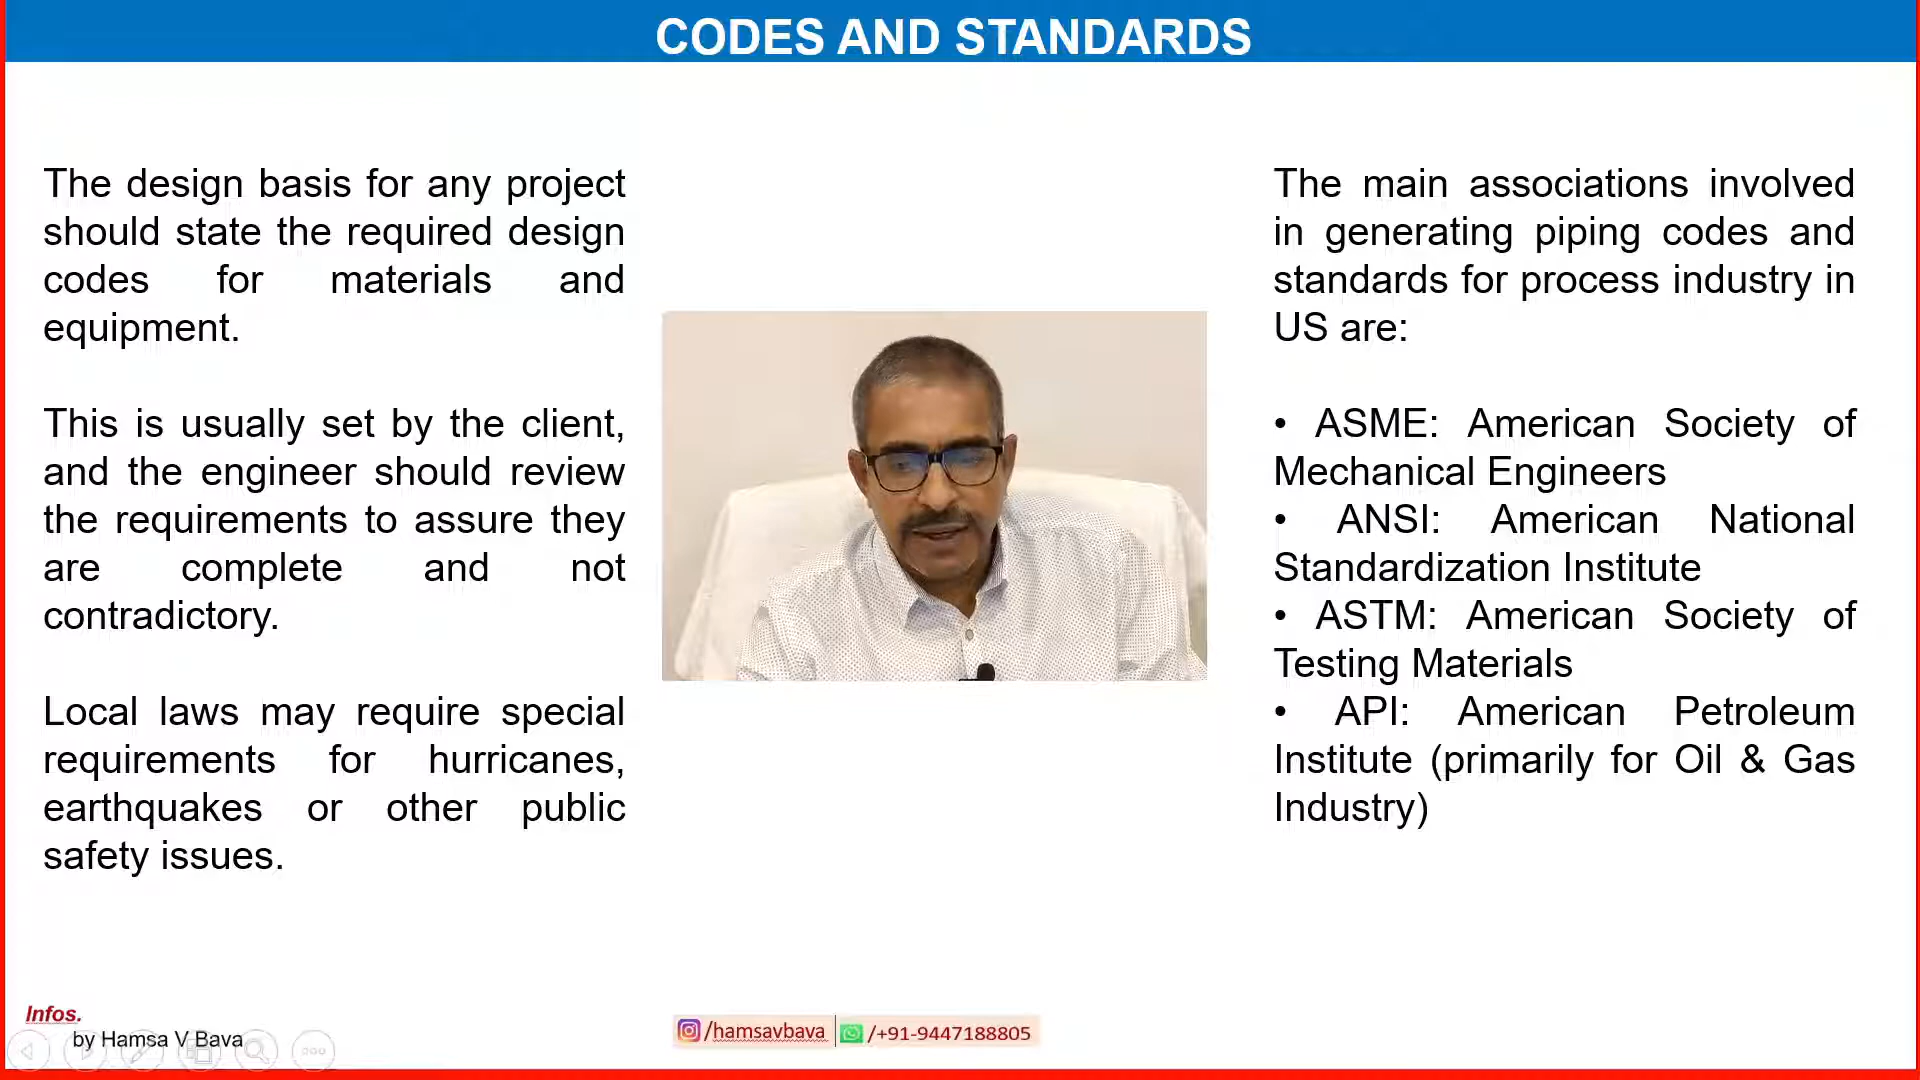 CODES AND STANDARDS
The design basis for any project
should state the required design
codes for materials and
equipment.
This is usually set by the client,
and the engineer should review
the requirements to assure they
are complete and not
contradictory.
Local laws may require special
requirements for hurricanes,
earthquakes or other public
safety issues.
The main associations involved
in generating piping codes and
standards for process industry in
US are:
• ASME: American Society of
Mechanical Engineers
• ANSI: American National
Standardization Institute
• ASTM: American Society of
Testing Materials
• API: American Petroleum
Institute (primarily for Oil & Gas
Industry)
Infos.
by Hamsa V Bava
/hamsavbava
/+91-9447188805